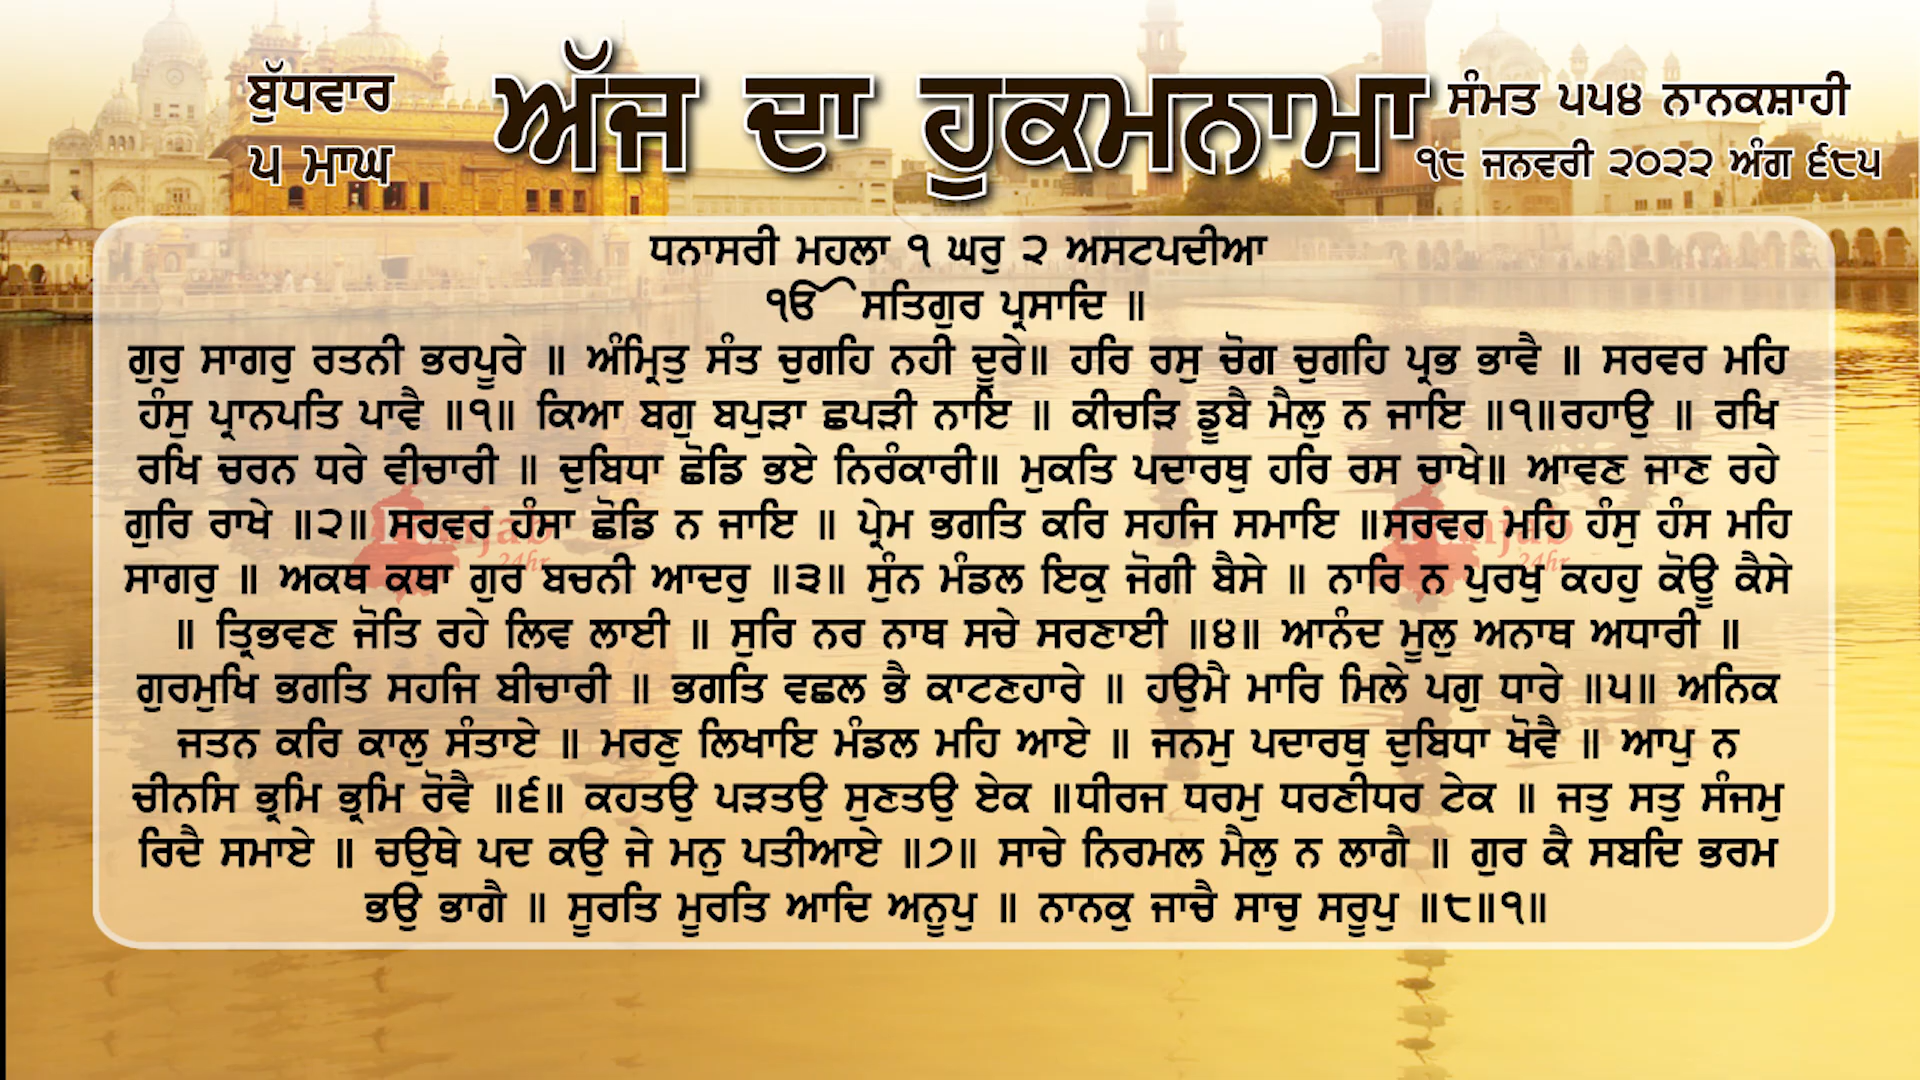 ਬੁੱਧਵਾਰ
੫ ਮਾਘ
ਅੱਜ ਦਾ ਹੁਕਮਨਾਮਾ
ਸੰਮਤ ੫੫੪ ਨਾਨਕਸ਼ਾਹੀ
੧੮ ਜਨਵਰੀ ੨੦੨੨ ਅੰਗ ੬੮੫
ਧਨਾਸਰੀ ਮਹਲਾ ੧ ਘਰੁ ੨ ਅਸਟਪਦੀਆ
ੴ ਸਤਿਗੁਰ ਪ੍ਰਸਾਦਿ ॥
ਗੁਰੁ ਸਾਗਰੁ ਰਤਨੀ ਭਰਪੂਰੇ ॥ ਅੰਮ੍ਰਿਤੁ ਸੰਤ ਚੁਗਹਿ ਨਹੀ ਦੂਰੇ॥ ਹਰਿ ਰਸੁ ਚੋਗ ਚੁਗਹਿ ਪ੍ਰਭ ਭਾਵੈ ॥ ਸਰਵਰ ਮਹਿ
ਹੰਸੁ ਪ੍ਰਾਨਪਤਿ ਪਾਵੈ ॥੧॥ ਕਿਆ ਬਗੁ ਬਪੁੜਾ ਛਪੜੀ ਨਾਇ ॥ ਕੀਚੜਿ ਡੂਬੈ ਮੈਲੁ ਨ ਜਾਇ ॥੧॥ਰਹਾਉ ॥ ਰਖਿ
ਰਖਿ ਚਰਨ ਧਰੇ ਵੀਚਾਰੀ ॥ ਦੁਬਿਧਾ ਛੋਡਿ ਭਏ ਨਿਰੰਕਾਰੀ॥ ਮੁਕਤਿ ਪਦਾਰਥੁ ਹਰਿ ਰਸ ਚਾਖੇ॥ ਆਵਣ ਜਾਣ ਰਹੇ
ਗੁਰਿ ਰਾਖੇ ॥੨॥ ਸਰਵਰ ਹੰਸਾ ਛੋਡਿ ਨ ਜਾਇ ॥ ਪ੍ਰੇਮ ਭਗਤਿ ਕਰਿ ਸਹਜਿ ਸਮਾਇ ॥ਸਰਵਰ ਮਹਿ ਹੰਸੁ ਹੰਸ ਮਹਿ
ਸਾਗਰੁ ॥ ਅਕਥ ਕਥਾ ਗੁਰ ਬਚਨੀ ਆਦਰੁ ॥੩॥ ਸੁੰਨ ਮੰਡਲ ਇਕੁ ਜੋਗੀ ਬੈਸੇ ॥ ਨਾਰਿ ਨ ਪੁਰਖੁ ਕਹਹੁ ਕੋਊ ਕੈਸੇ
॥ ਤ੍ਰਿਭਵਣ ਜੋਤਿ ਰਹੇ ਲਿਵ ਲਾਈ ॥ ਸੁਰਿ ਨਰ ਨਾਥ ਸਚੇ ਸਰਣਾਈ ॥੪॥ ਆਨੰਦ ਮੂਲੁ ਅਨਾਥ ਅਧਾਰੀ ॥
ਗੁਰਮੁਖਿ ਭਗਤਿ ਸਹਜਿ ਬੀਚਾਰੀ ॥ ਭਗਤਿ ਵਛਲ ਭੈ ਕਾਟਣਹਾਰੇ ॥ ਹਉਮੈ ਮਾਰਿ ਮਿਲੇ ਪਗੁ ਧਾਰੇ ॥੫॥ ਅਨਿਕ
ਜਤਨ ਕਰਿ ਕਾਲੁ ਸੰਤਾਏ ॥ ਮਰਣੁ ਲਿਖਾਇ ਮੰਡਲ ਮਹਿ ਆਏ ॥ ਜਨਮੁ ਪਦਾਰਥੁ ਦੁਬਿਧਾ ਖੋਵੈ ॥ ਆਪੁ ਨ
ਚੀਨਸਿ ਭ੍ਰਮਿ ਭ੍ਰਮਿ ਰੋਵੈ ॥੬॥ ਕਹਤਉ ਪੜਤਉ ਸੁਣਤਉ ਏਕ ॥ਧੀਰਜ ਧਰਮੁ ਧਰਣੀਧਰ ਟੇਕ ॥ ਜਤੁ ਸਤੁ ਸੰਜਮੁ
ਰਿਦੈ ਸਮਾਏ ॥ ਚਉਥੇ ਪਦ ਕਉ ਜੇ ਮਨੁ ਪਤੀਆਏ ॥੭॥ ਸਾਚੇ ਨਿਰਮਲ ਮੈਲੁ ਨ ਲਾਗੈ ॥ ਗੁਰ ਕੈ ਸਬਦਿ ਭਰਮ
ਭਉ ਭਾਗੈ ॥ ਸੂਰਤਿ ਮੂਰਤਿ ਆਦਿ ਅਨੂਪੁ ॥ ਨਾਨਕੁ ਜਾਚੈ ਸਾਚੁ ਸਰੂਪੁ ॥੮॥੧॥
Punjab
24hr
Punjab
24hr